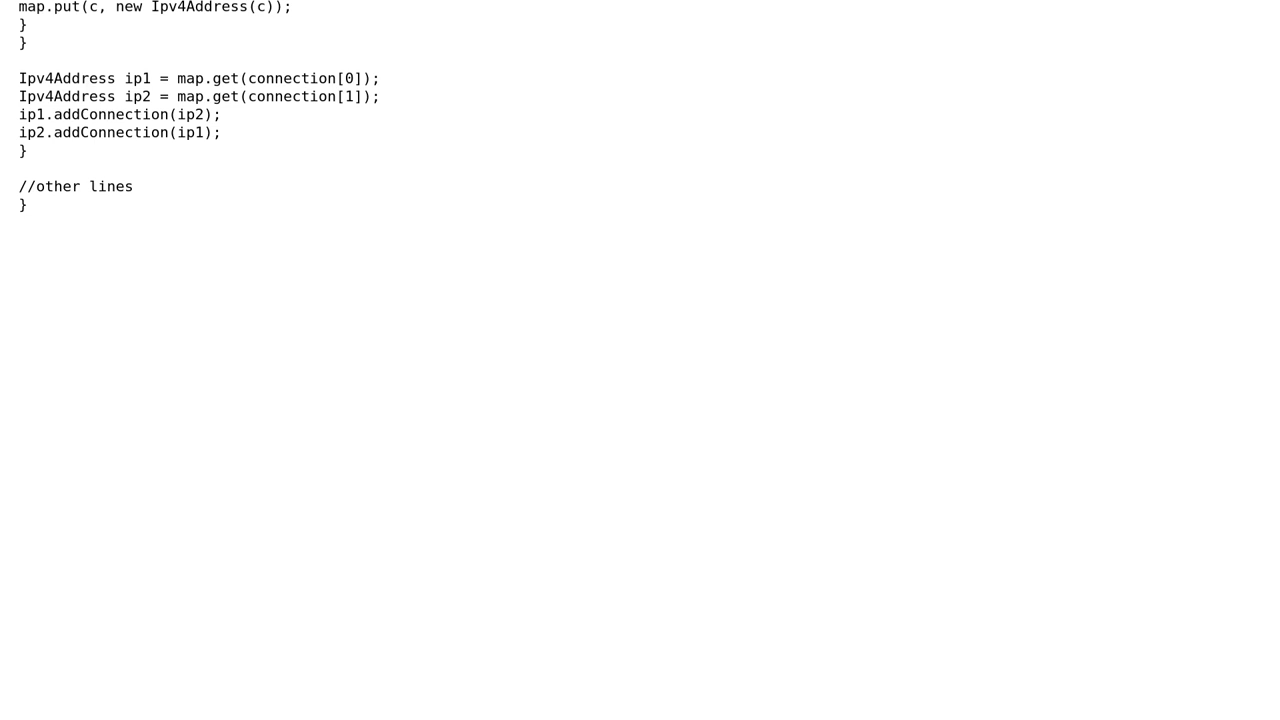 map.put(c, new Ipv4Address(c));
}
}

Ipv4Address ip1 = map.get(connection[0]);
Ipv4Address ip2 = map.get(connection[1]);
ip1.addConnection(ip2);
ip2.addConnection(ip1);
}

//other lines
}